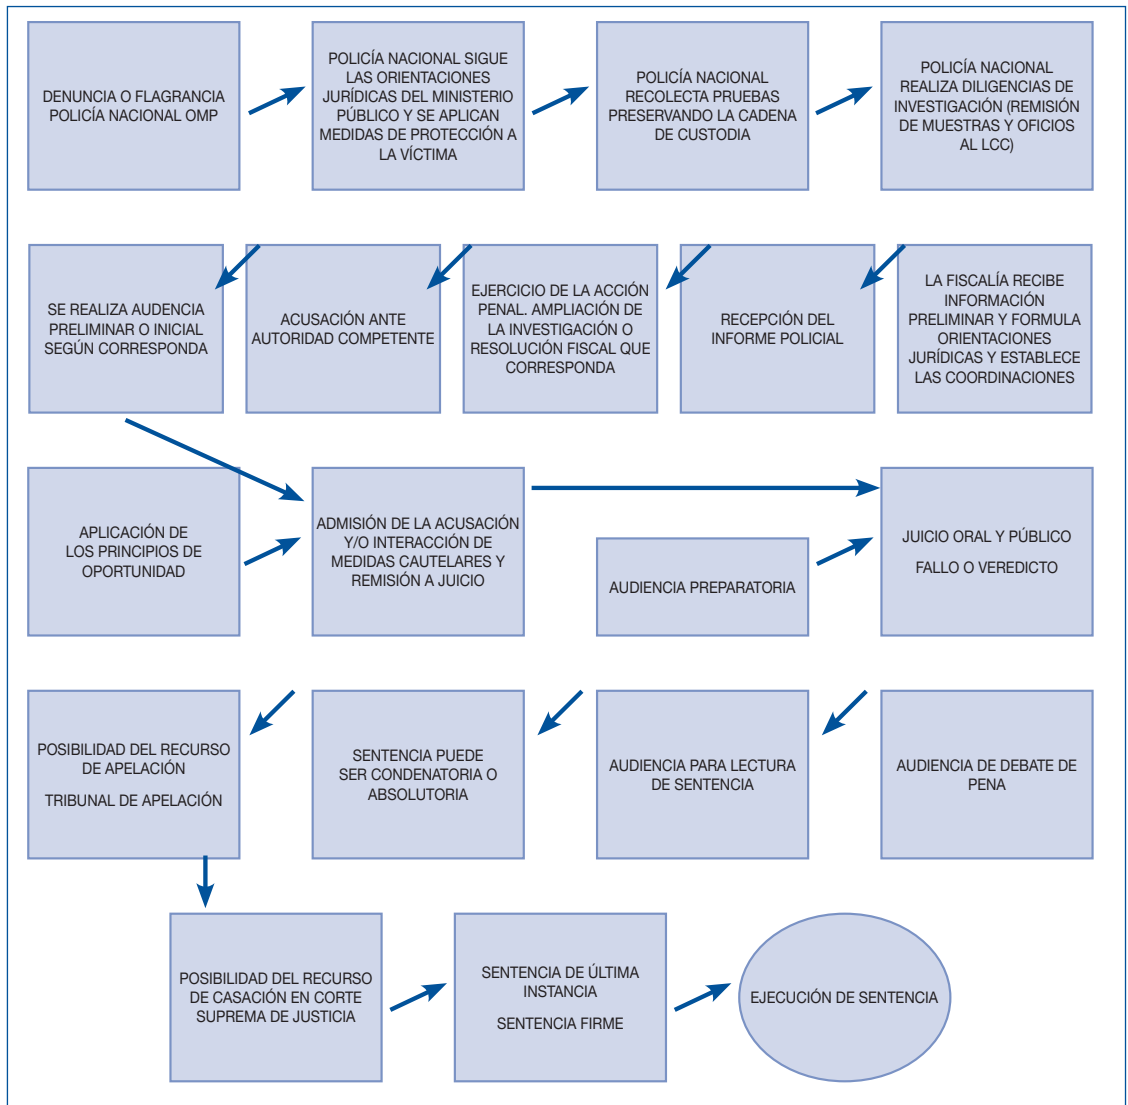 DENUNCIA O FLAGRANCIA
POLICÍA NACIONAL OMP
POLICÍA NACIONAL SIGUE
LAS ORIENTACIONES
JURÍDICAS DEL MINISTERIO
PÚBLICO Y SE APLICAN
MEDIDAS DE PROTECCIÓN A
LA VÍCTIMA
POLICÍA NACIONAL
RECOLECTA PRUEBAS
PRESERVANDO LA CADENA
DE CUSTODIA
POLICÍA NACIONAL
REALIZA DILIGENCIAS DE
INVESTIGACIÓN (REMISIÓN
DE MUESTRAS Y OFICIOS
AL LCC)
SE REALIZA AUDENCIA
PRELIMINAR O INICIAL
SEGÚN CORRESPONDA
ACUSACIÓN ANTE
AUTORIDAD COMPETENTE
EJERCICIO DE LA ACCIÓN
PENAL. AMPLIACIÓN DE
LA INVESTIGACIÓN O
RESOLUCIÓN FISCAL QUE
CORRESPONDA
RECEPCIÓN DEL
INFORME POLICIAL
LA FISCALÍA RECIBE
INFORMACIÓN
PRELIMINAR Y FORMULA
ORIENTACIONES
JURÍDICAS Y ESTABLECE
LAS COORDINACIONES
APLICACIÓN DE
LOS PRINCIPIOS DE
OPORTUNIDAD
ADMISIÓN DE LA ACUSACIÓN
Y/O INTERACCIÓN DE
MEDIDAS CAUTELARES Y
REMISIÓN A JUICIO
AUDIENCIA PREPARATORIA
JUICIO ORAL Y PÚBLICO
FALLO O VEREDICTO
POSIBILIDAD DEL RECURSO
DE APELACIÓN
TRIBUNAL DE APELACIÓN
SENTENCIA PUEDE
SER CONDENATORIA O
ABSOLUTORIA
AUDIENCIA PARA LECTURA
DE SENTENCIA
AUDIENCIA DE DEBATE DE
PENA
POSIBILIDAD DEL RECURSO
DE CASACIÓN EN CORTE
SUPREMA DE JUSTICIA
SENTENCIA DE ÚLTIMA
INSTANCIA
SENTENCIA FIRME
EJECUCIÓN DE SENTENCIA